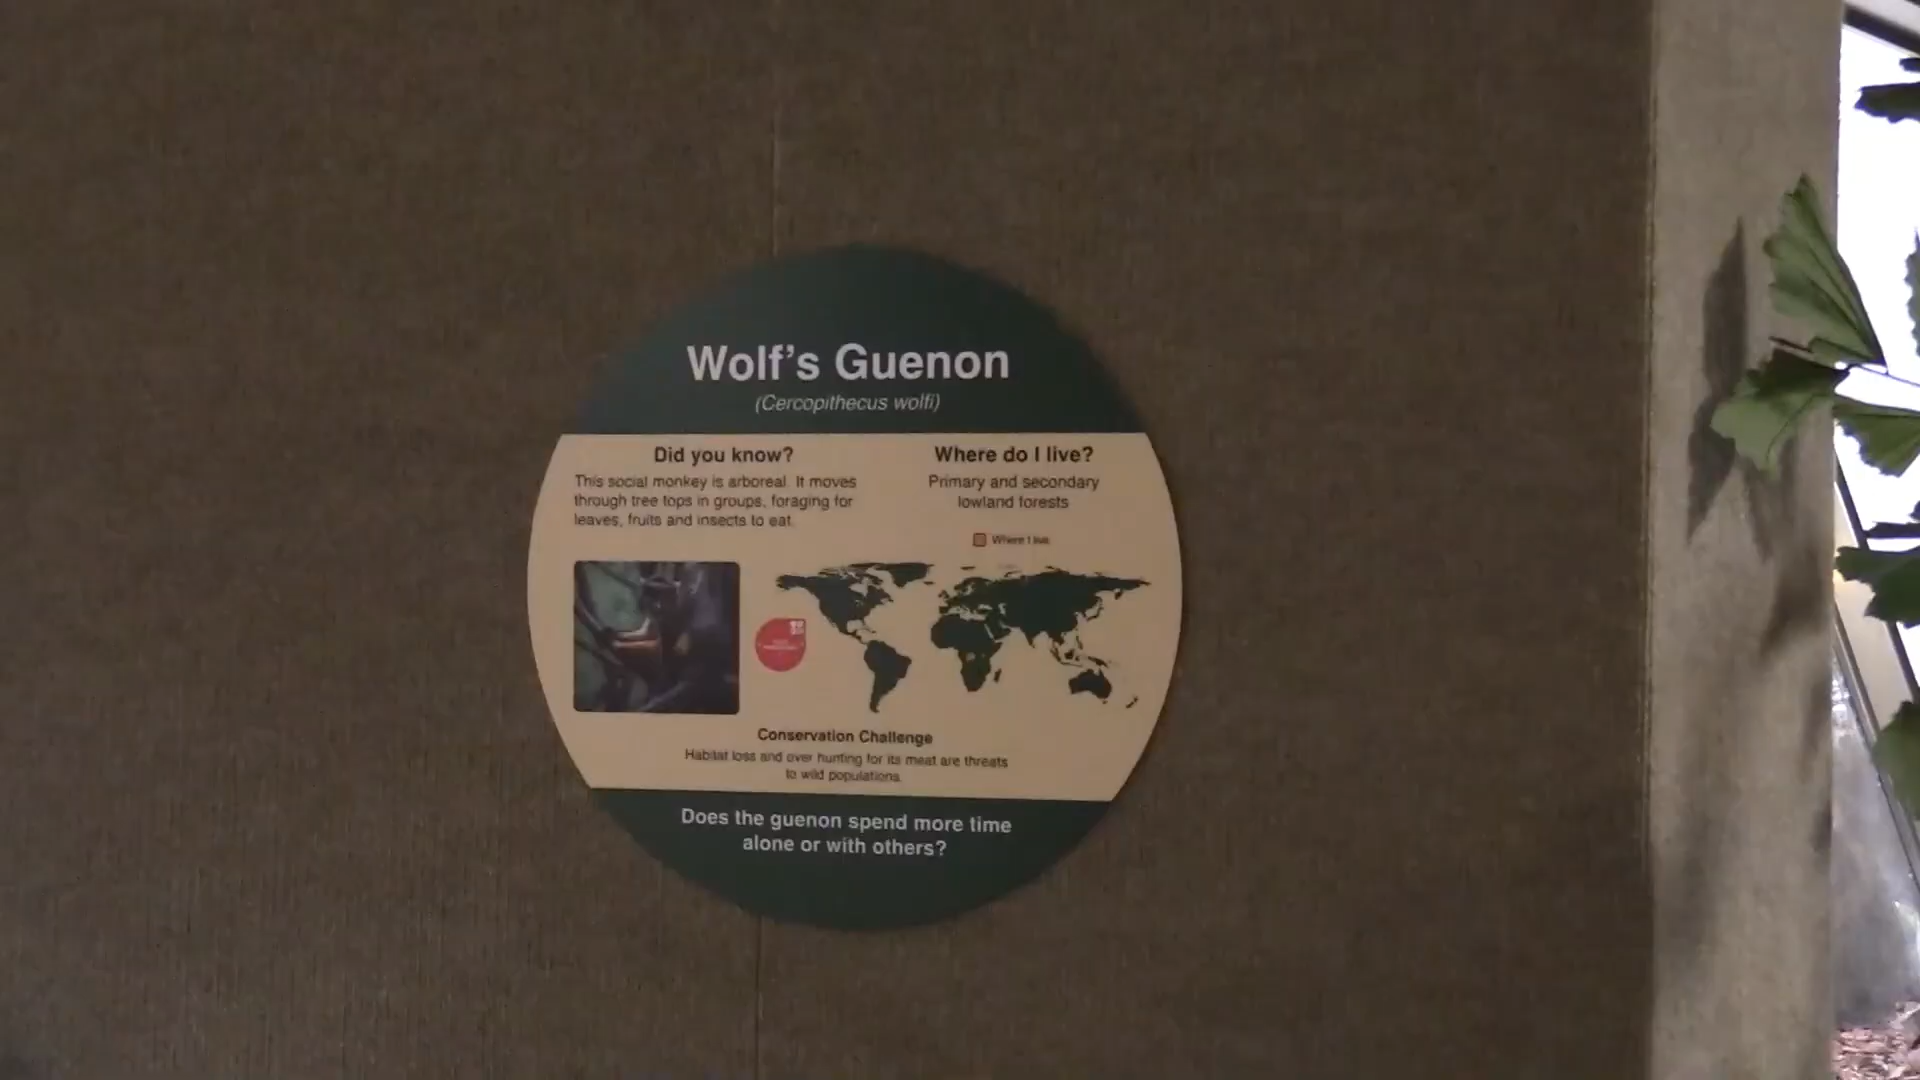 Wolf's Guenon
(Cercopithecus wolfi)
Did you know?
This social monkey is arboreal. It moves
through tree tops in groups, foraging for
leaves, fruits and insects to eat.
Where do I live?
Primary and secondary
lowland forests
Where I live
Conservation Challenge
Habitat loss and over hunting for its meat are threats
to wild populations.
Does the guenon spend more time
alone or with others?